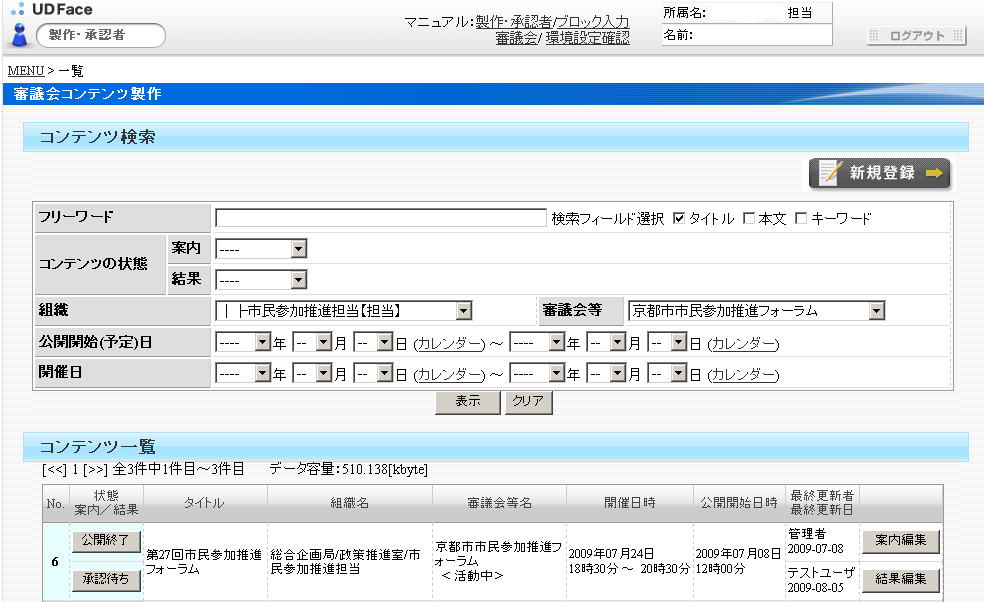 UDFace
製作・承認者
マニュアル:製作・承認者/ブロック入力
審議会/ 環境設定確認
所属名: 担当
名前:
ログアウト
MENU > 一覧
審議会コンテンツ製作
コンテンツ検索
新規登録
フリーワード 検索フィールド選択 タイトル 本文 キーワード
コンテンツの状態
案内 ----
結果 ----
組織 | ├市民参加推進担当【担当】 審議会等 京都市市民参加推進フォーラム
公開開始(予定)日 ---- 年 -- 月 -- 日 (カレンダー) ～ ---- 年 -- 月 -- 日 (カレンダー)
開催日 ---- 年 -- 月 -- 日 (カレンダー) ～ ---- 年 -- 月 -- 日 (カレンダー)
表示 クリア
コンテンツ一覧
[<<] 1 [>>] 全3件中1件目～3件目 データ容量:510.138[kbyte]
No. 状態 案内／結果 タイトル 組織名 審議会等名 開催日時 公開開始日時 最終更新者 最終更新日
6
公開終了
承認待ち
第27回市民参加推進
フォーラム
総合企画局/政策推進室/市
民参加推進担当
京都市市民参加推進フ
ォーラム
＜活動中＞
2009年07月24日
18時30分 ～ 20時30分
2009年07月08日
12時00分
管理者
2009-07-08
テストユーザ
2009-08-05
案内編集
結果編集